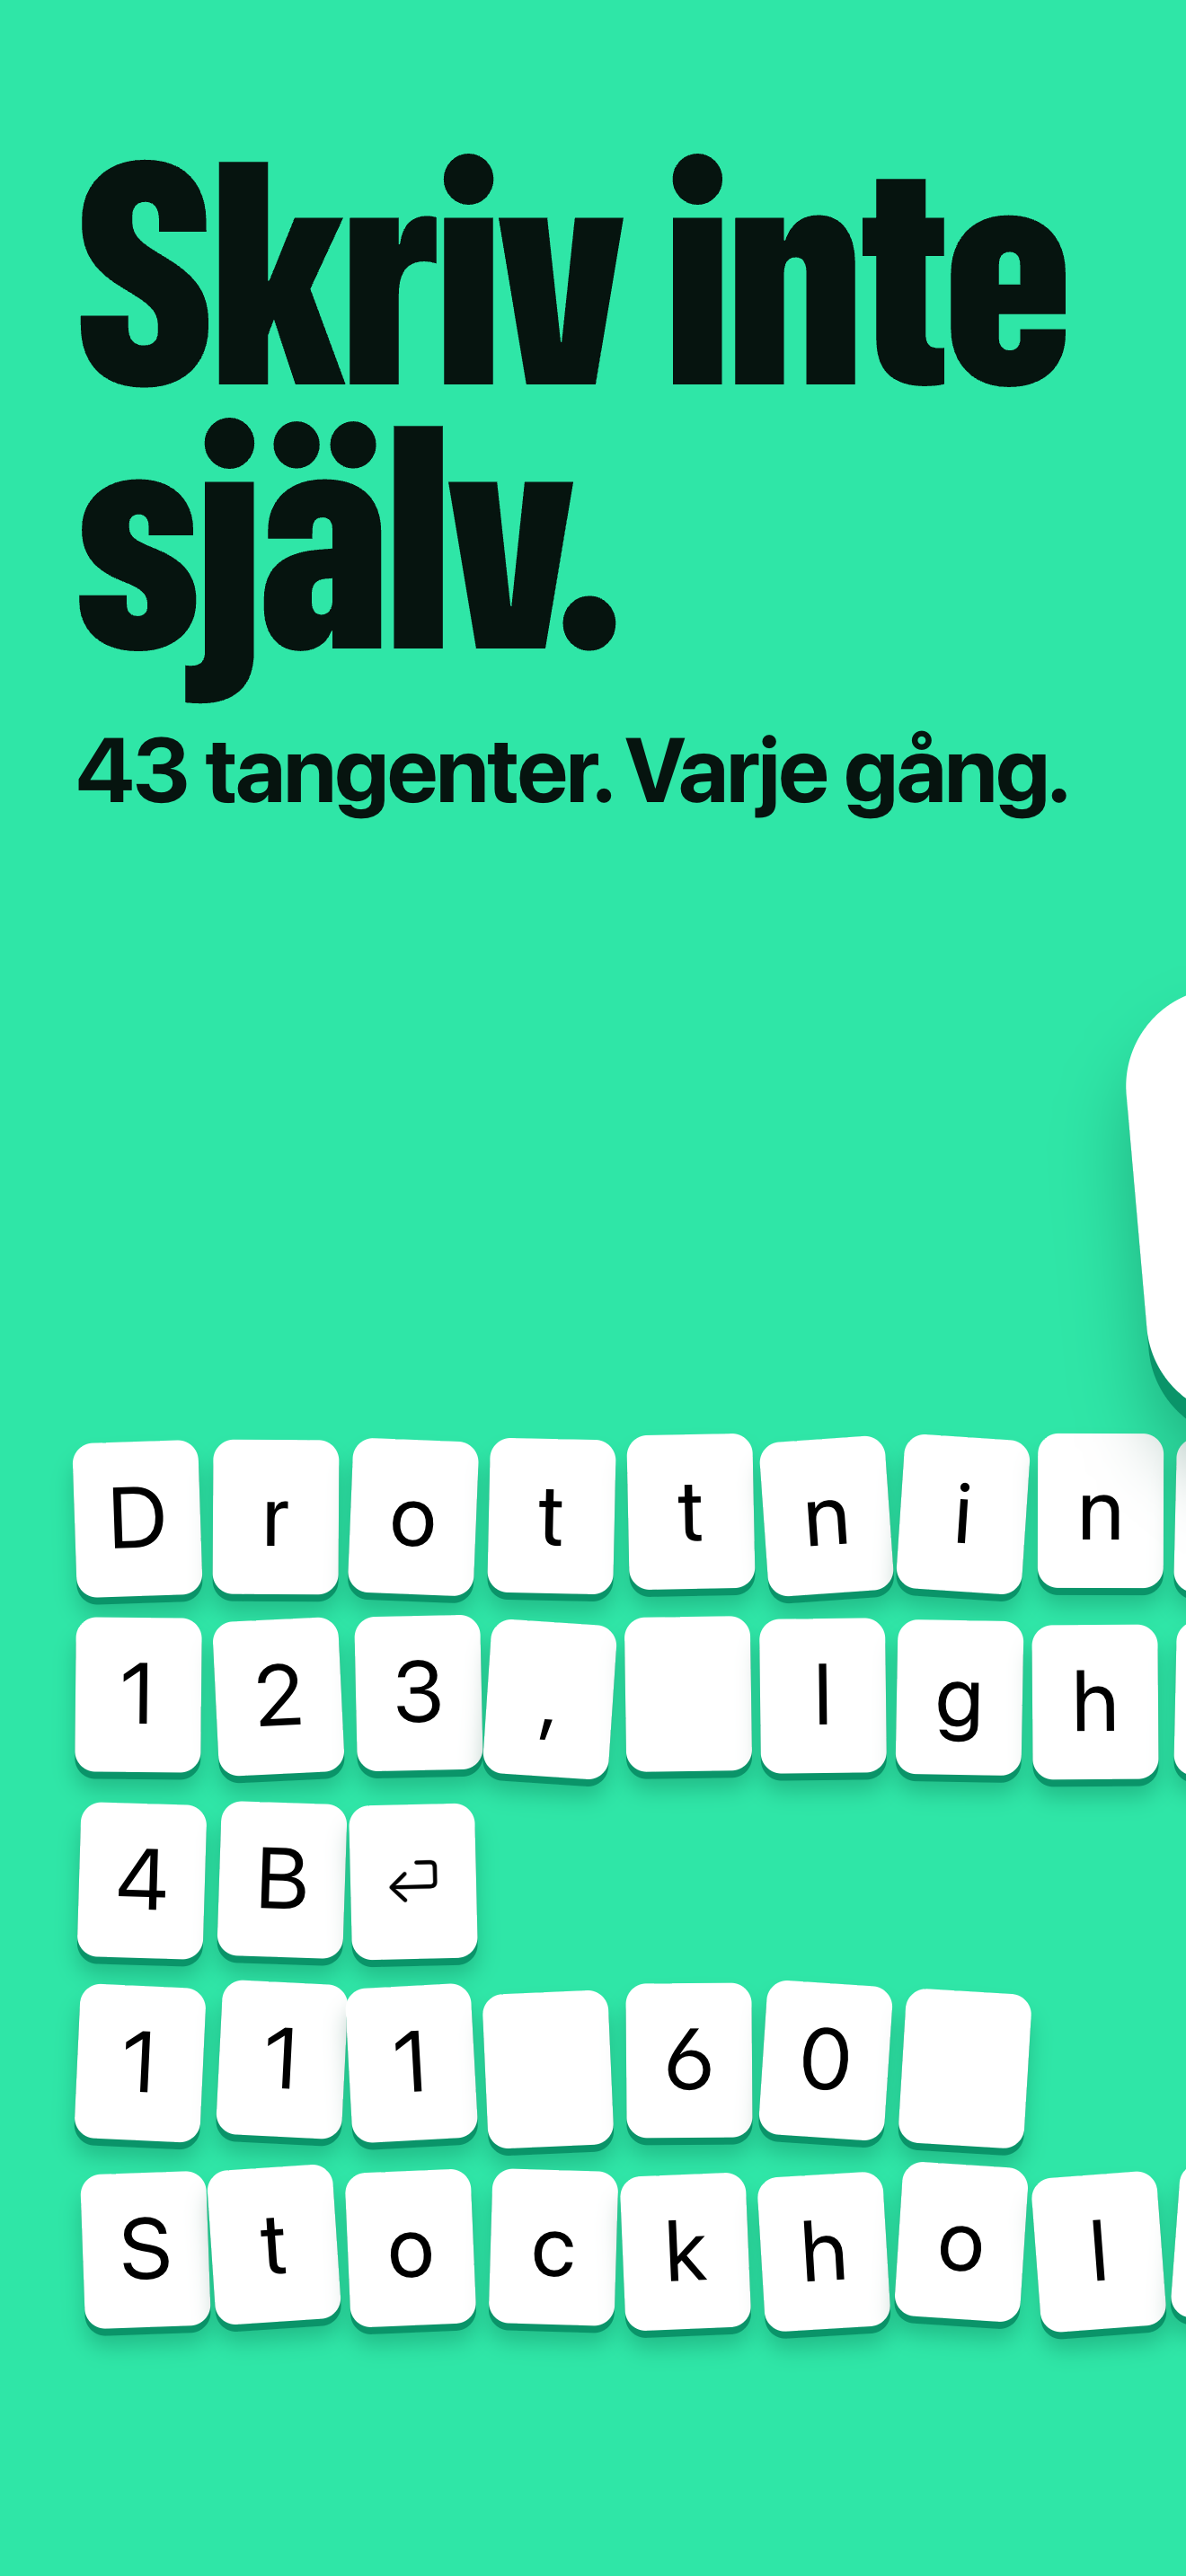 Skriv inte
själv.
43 tangenter. Varje gång.
Drottnin
123, lgh
4B⏎
111 60
Stockhol